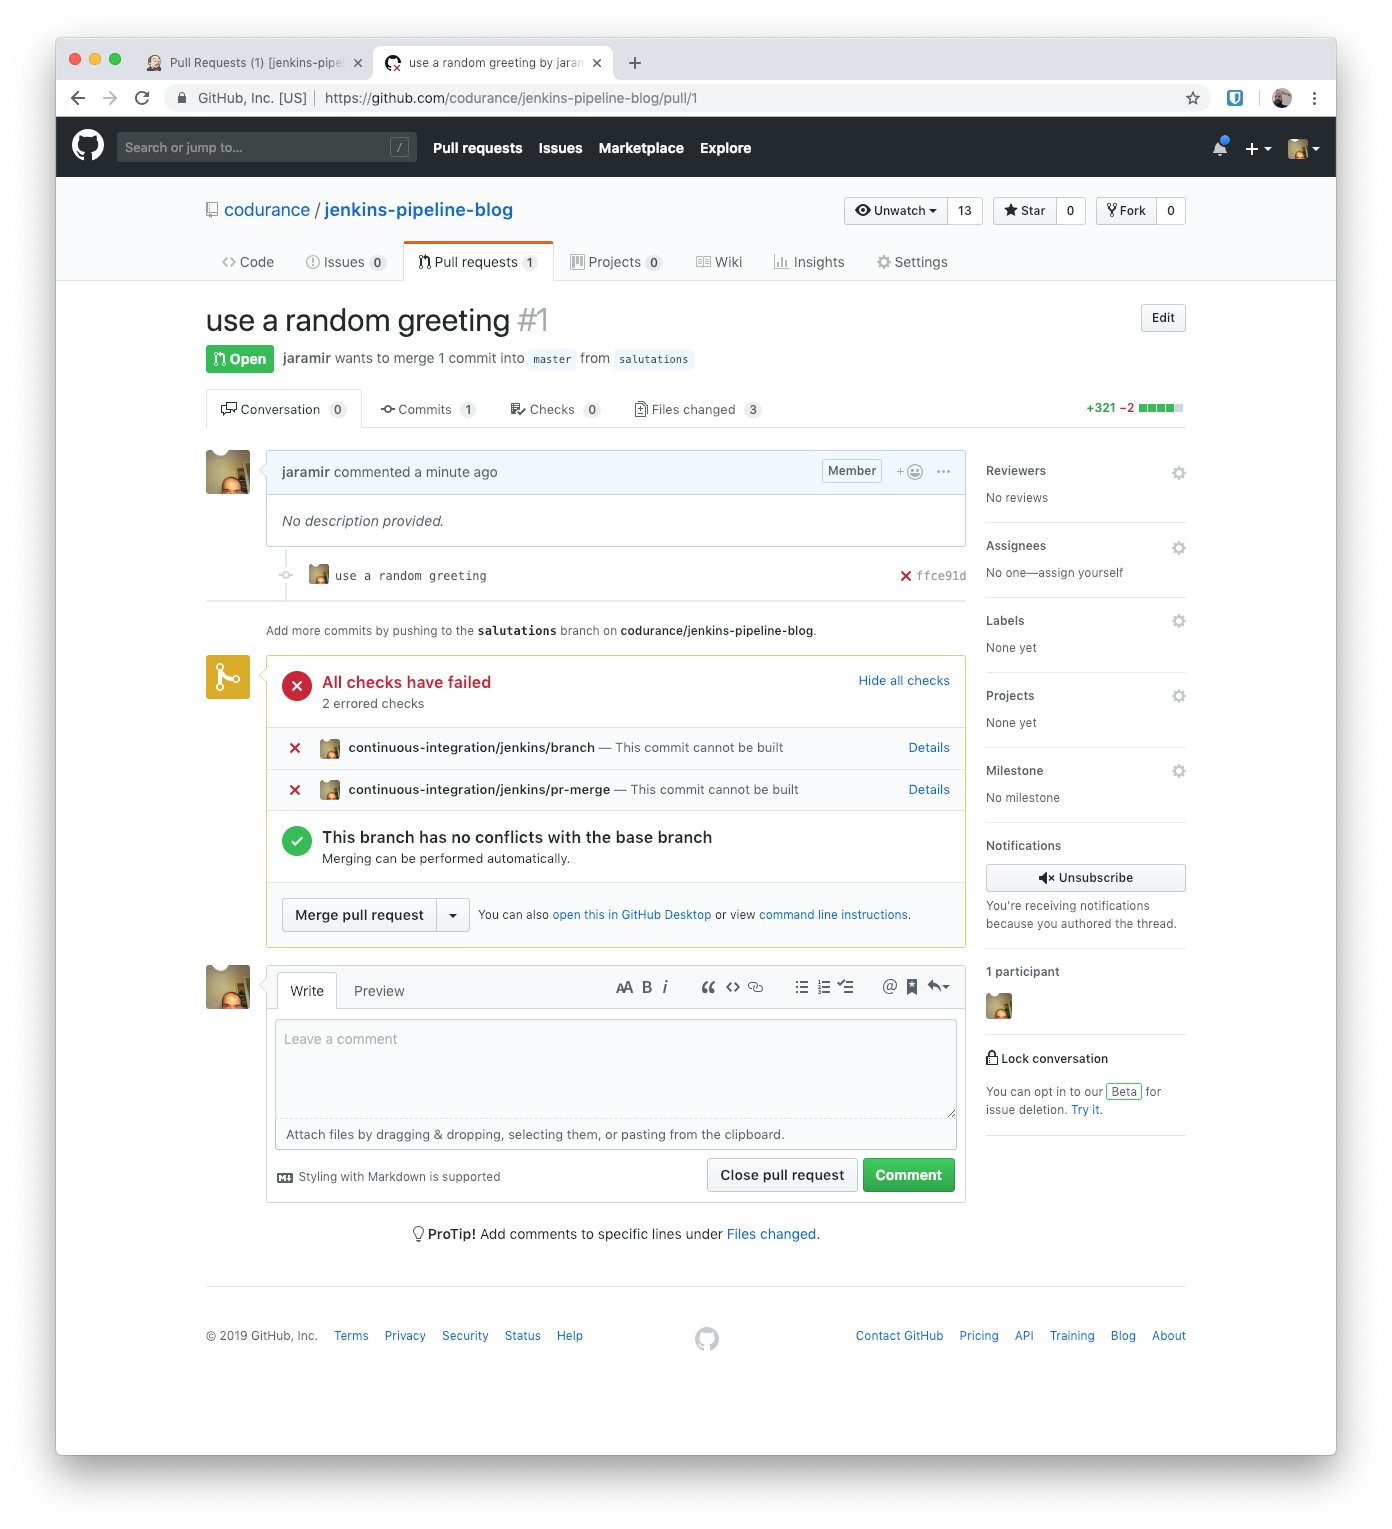 Pull Requests (1) [jenkins-pipel
use a random greeting by jaran
GitHub, Inc. [US] https://github.com/codurance/jenkins-pipeline-blog/pull/1
Search or jump to... /
Pull requests Issues Marketplace Explore
codurance / jenkins-pipeline-blog
Unwatch 13 Star 0 Fork 0
Code Issues 0 Pull requests 1 Projects 0 Wiki Insights Settings
use a random greeting #1
Edit
Open jaramir wants to merge 1 commit into master from salutations
Conversation 0 Commits 1 Checks 0 Files changed 3
+321 −2
jaramir commented a minute ago
Member
No description provided.
use a random greeting ffce91d
Add more commits by pushing to the salutations branch on codurance/jenkins-pipeline-blog.
All checks have failed
2 errored checks
Hide all checks
continuous-integration/jenkins/branch — This commit cannot be built Details
continuous-integration/jenkins/pr-merge — This commit cannot be built Details
This branch has no conflicts with the base branch
Merging can be performed automatically.
Merge pull request You can also open this in GitHub Desktop or view command line instructions.
Write Preview
AA B i
Leave a comment
Attach files by dragging & dropping, selecting them, or pasting from the clipboard.
Styling with Markdown is supported
Close pull request Comment
ProTip! Add comments to specific lines under Files changed.
Reviewers
No reviews
Assignees
No one—assign yourself
Labels
None yet
Projects
None yet
Milestone
No milestone
Notifications
Unsubscribe
You're receiving notifications
because you authored the thread.
1 participant
Lock conversation
You can opt in to our Beta for
issue deletion. Try it.
© 2019 GitHub, Inc. Terms Privacy Security Status Help
Contact GitHub Pricing API Training Blog About